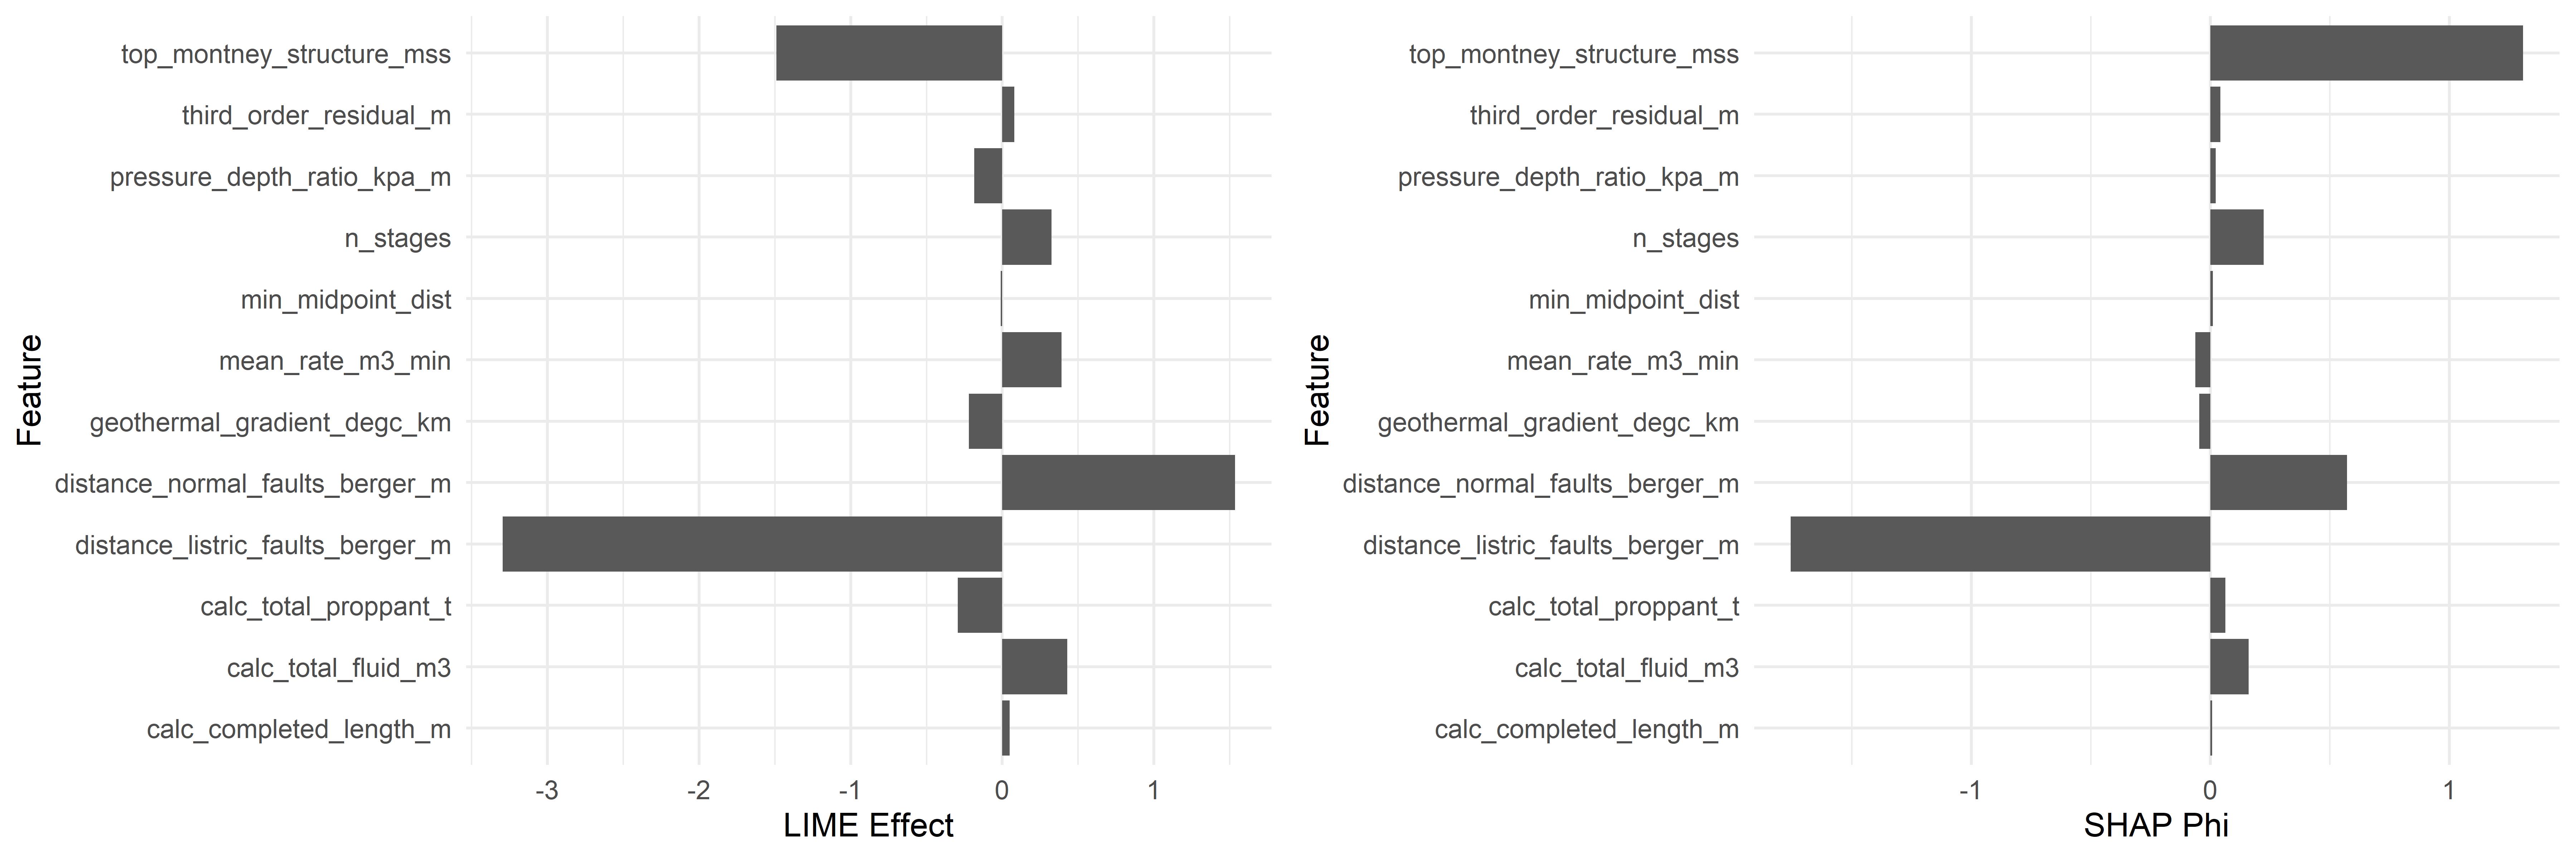 Feature
top_montney_structure_mss
third_order_residual_m
pressure_depth_ratio_kpa_m
n_stages
min_midpoint_dist
mean_rate_m3_min
geothermal_gradient_degc_km
distance_normal_faults_berger_m
distance_listric_faults_berger_m
calc_total_proppant_t
calc_total_fluid_m3
calc_completed_length_m
-3 -2 -1 0 1
LIME Effect
Feature
top_montney_structure_mss
third_order_residual_m
pressure_depth_ratio_kpa_m
n_stages
min_midpoint_dist
mean_rate_m3_min
geothermal_gradient_degc_km
distance_normal_faults_berger_m
distance_listric_faults_berger_m
calc_total_proppant_t
calc_total_fluid_m3
calc_completed_length_m
-1 0 1
SHAP Phi